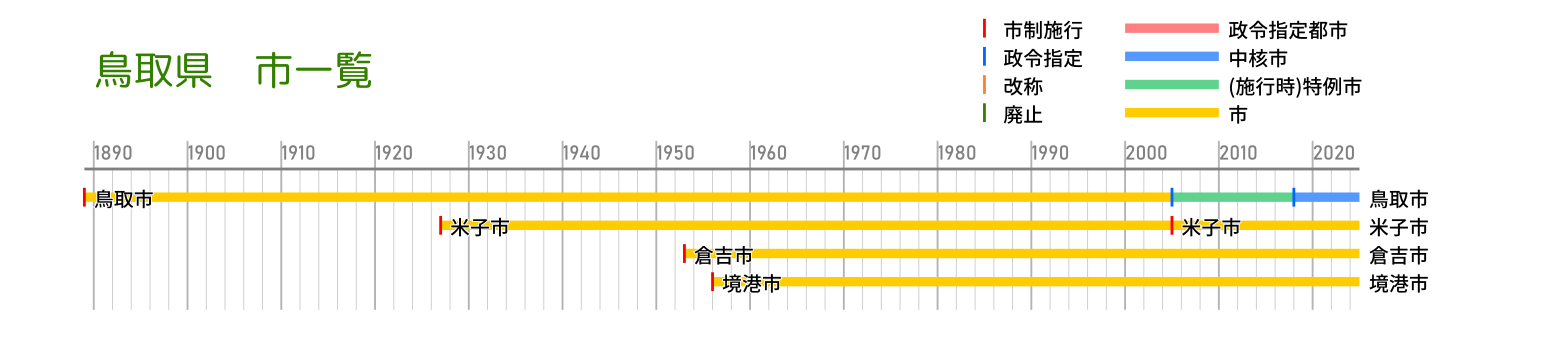 鳥取県　市一覧
市制施行
政令指定
改称
廃止
政令指定都市
中核市
(施行時)特例市
市
1890 1900 1910 1920 1930 1940 1950 1960 1970 1980 1990 2000 2010 2020
鳥取市 鳥取市
米子市 米子市 米子市
倉吉市 倉吉市
境港市 境港市